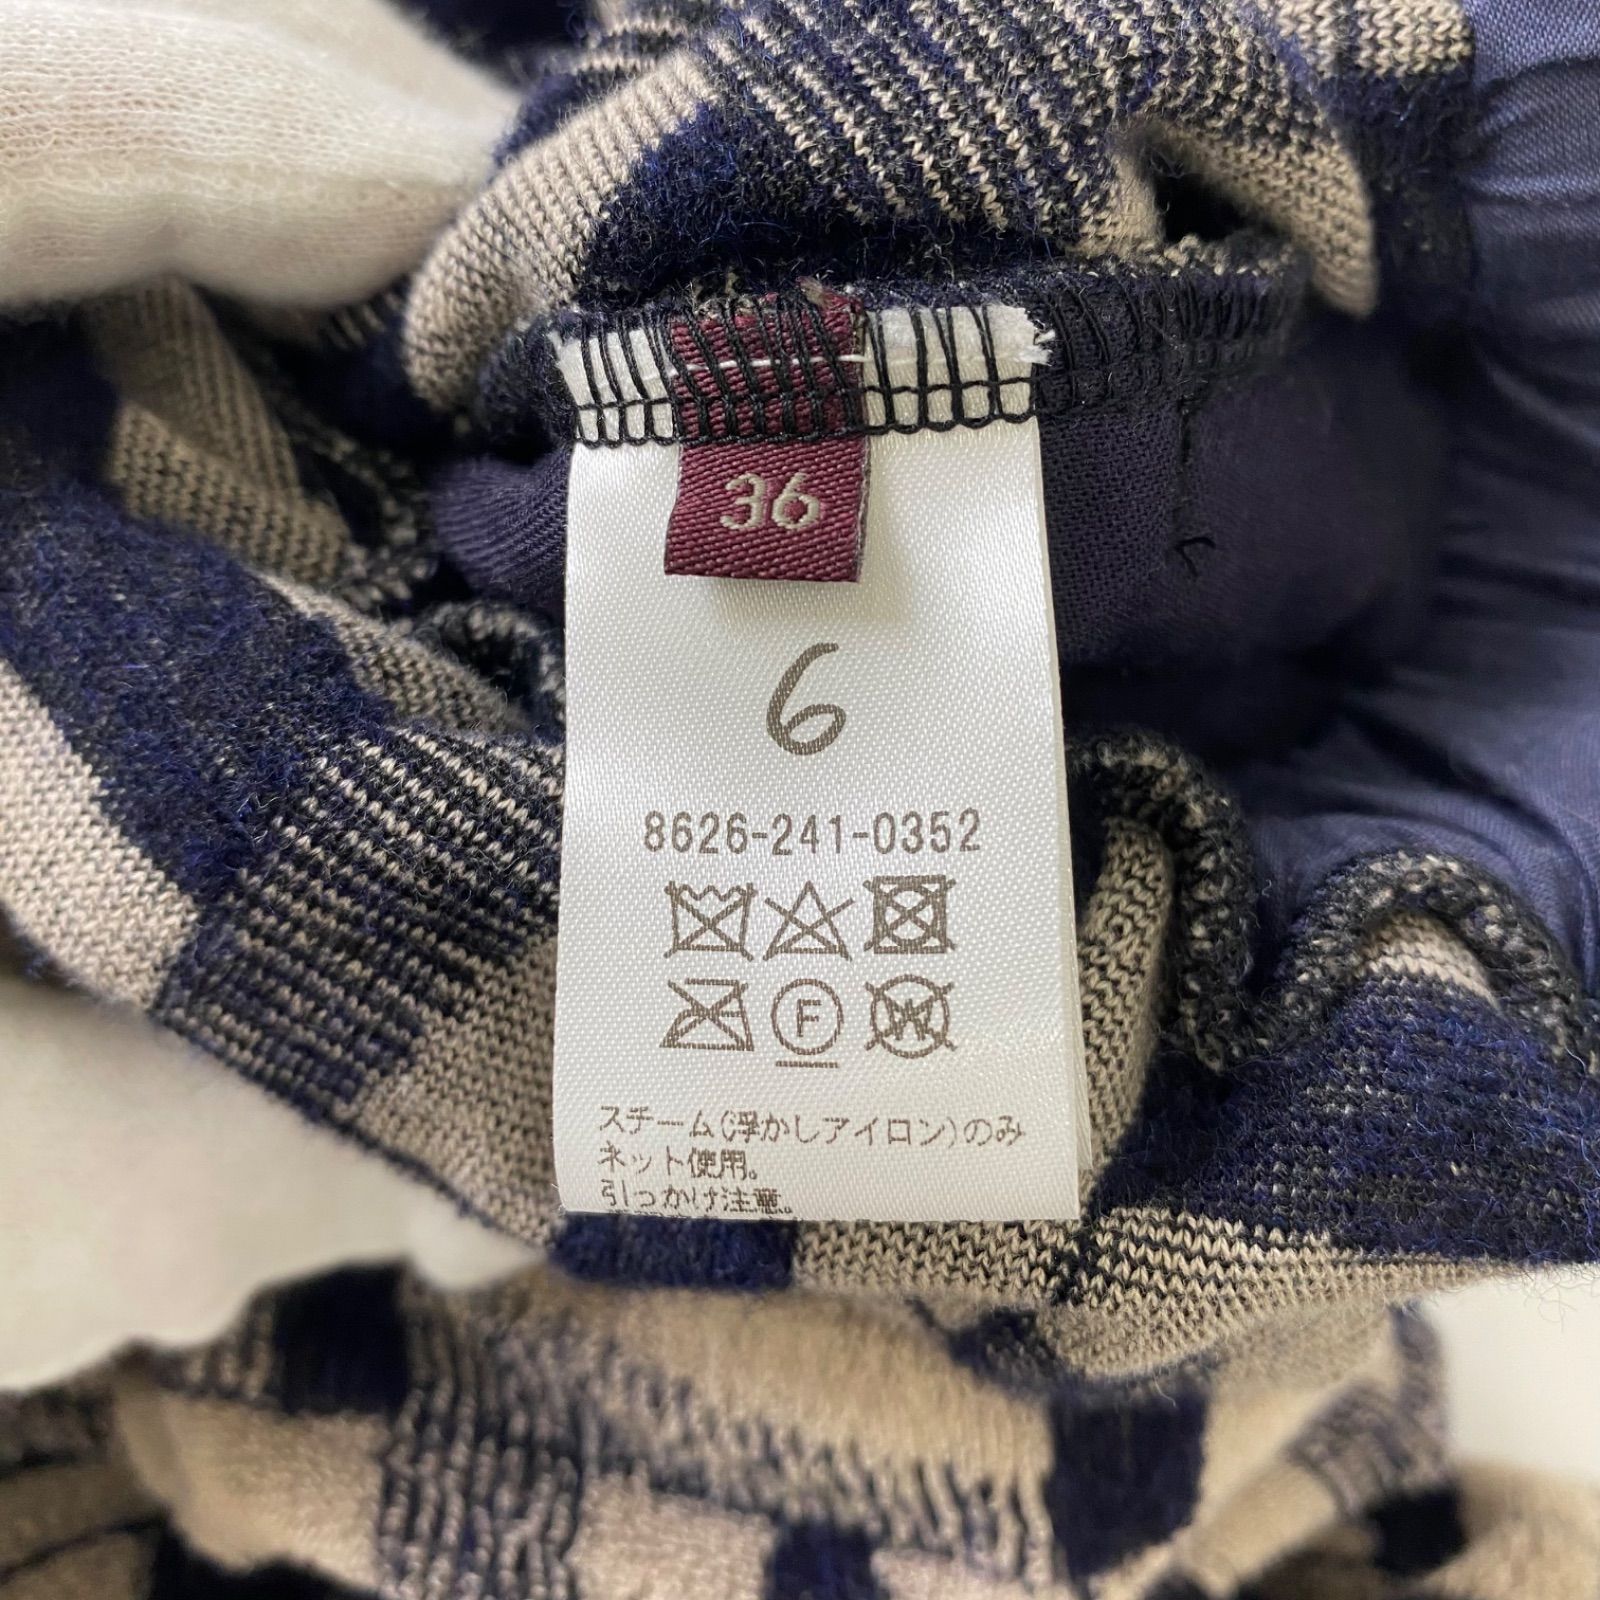 36
6
8626-241-0352
F
W
スチーム(浮かしアイロン)のみ
ネット使用。
引っかけ注意。